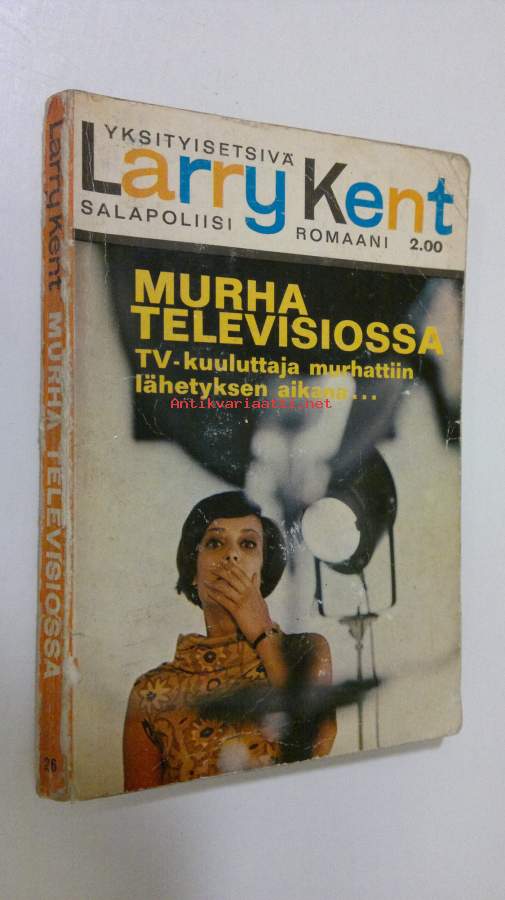 YKSITYISETSIVÄ
Larry Kent
SALAPOLIISI ROMAANI 2.00
MURHA
TELEVISIOSSA
TV-kuuluttaja murhattiin
lähetyksen aikana...
Antikvariaatti.net
Larry Kent MURHA TELEVISIOSSA
26